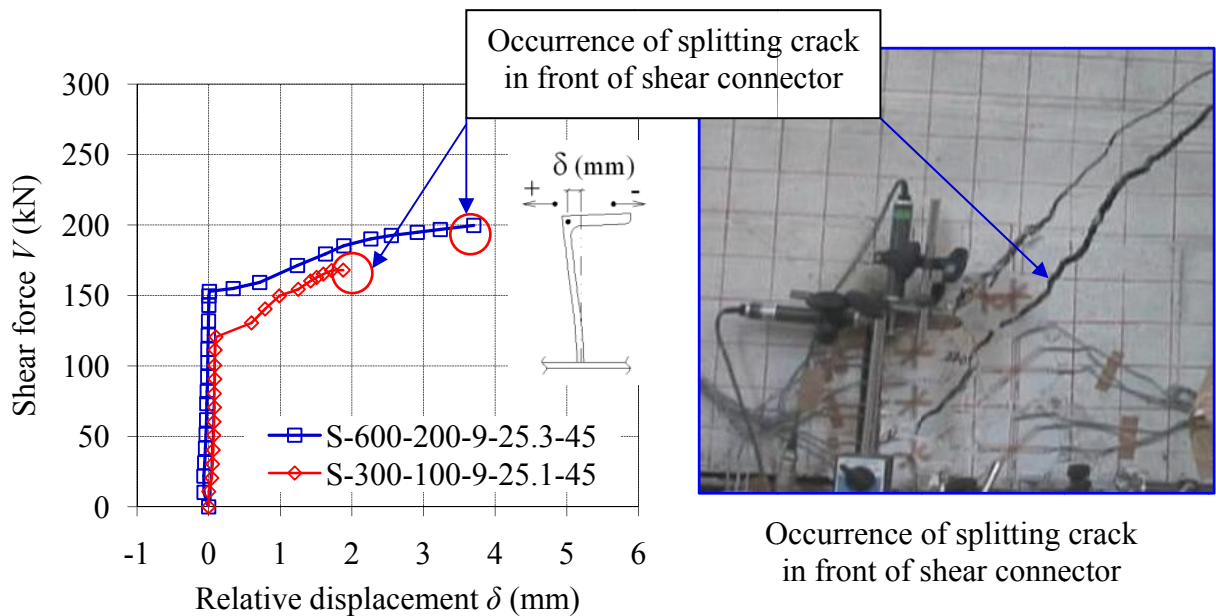 Occurrence of splitting crack
in front of shear connector
300
250
200
150
100
50
0
Shear force V (kN)
δ (mm)
+
-
S-600-200-9-25.3-45
S-300-100-9-25.1-45
-1 0 1 2 3 4 5 6
Relative displacement δ (mm)
Occurrence of splitting crack
in front of shear connector